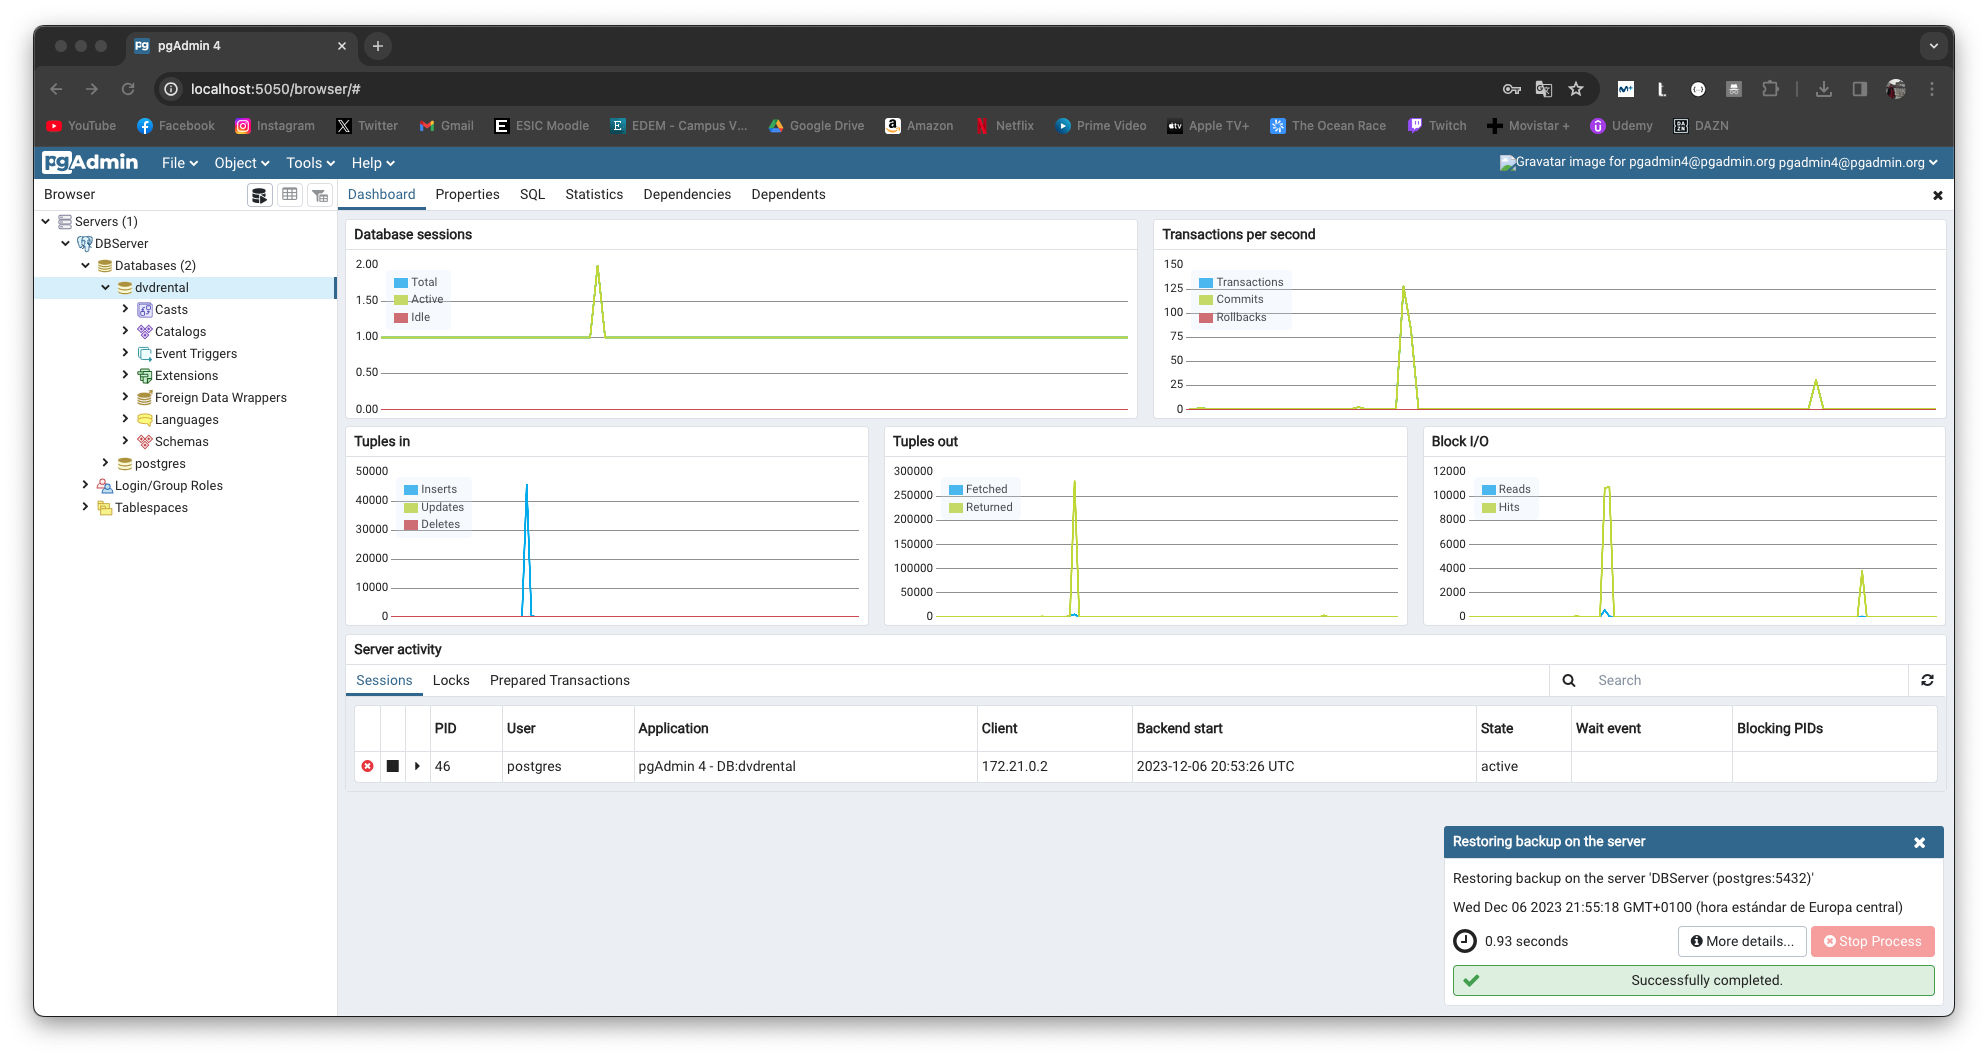 pgAdmin 4
localhost:5050/browser/#
YouTube Facebook Instagram Twitter Gmail ESIC Moodle EDEM - Campus V... Google Drive Amazon Netflix Prime Video Apple TV+ The Ocean Race Twitch Movistar + Udemy DAZN
pgAdmin File Object Tools Help Gravatar image for pgadmin4@pgadmin.org pgadmin4@pgadmin.org
Browser Dashboard Properties SQL Statistics Dependencies Dependents
Servers (1)
DBServer
Databases (2)
dvdrental
Casts
Catalogs
Event Triggers
Extensions
Foreign Data Wrappers
Languages
Schemas
postgres
Login/Group Roles
Tablespaces
Database sessions
2.00
1.50
1.00
0.50
0.00
Total
Active
Idle
Transactions per second
150
125
100
75
50
25
0
Transactions
Commits
Rollbacks
Tuples in
50000
40000
30000
20000
10000
0
Inserts
Updates
Deletes
Tuples out
300000
250000
200000
150000
100000
50000
0
Fetched
Returned
Block I/O
12000
10000
8000
6000
4000
2000
0
Reads
Hits
Server activity
Sessions Locks Prepared Transactions Search
PID User Application Client Backend start State Wait event Blocking PIDs
46 postgres pgAdmin 4 - DB:dvdrental 172.21.0.2 2023-12-06 20:53:26 UTC active
Restoring backup on the server
Restoring backup on the server 'DBServer (postgres:5432)'
Wed Dec 06 2023 21:55:18 GMT+0100 (hora estándar de Europa central)
0.93 seconds More details... Stop Process
Successfully completed.